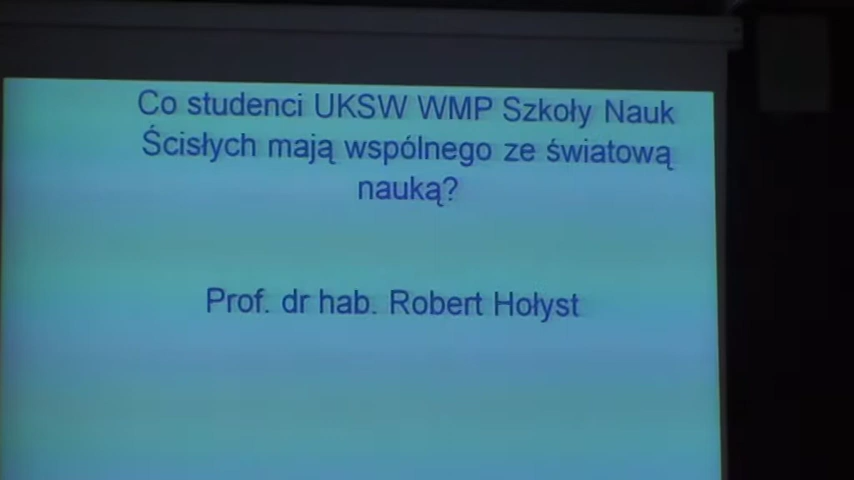 Co studenci UKSW WMP Szkoły Nauk
Ścisłych mają wspólnego ze światową
nauką?
Prof. dr hab. Robert Hołyst